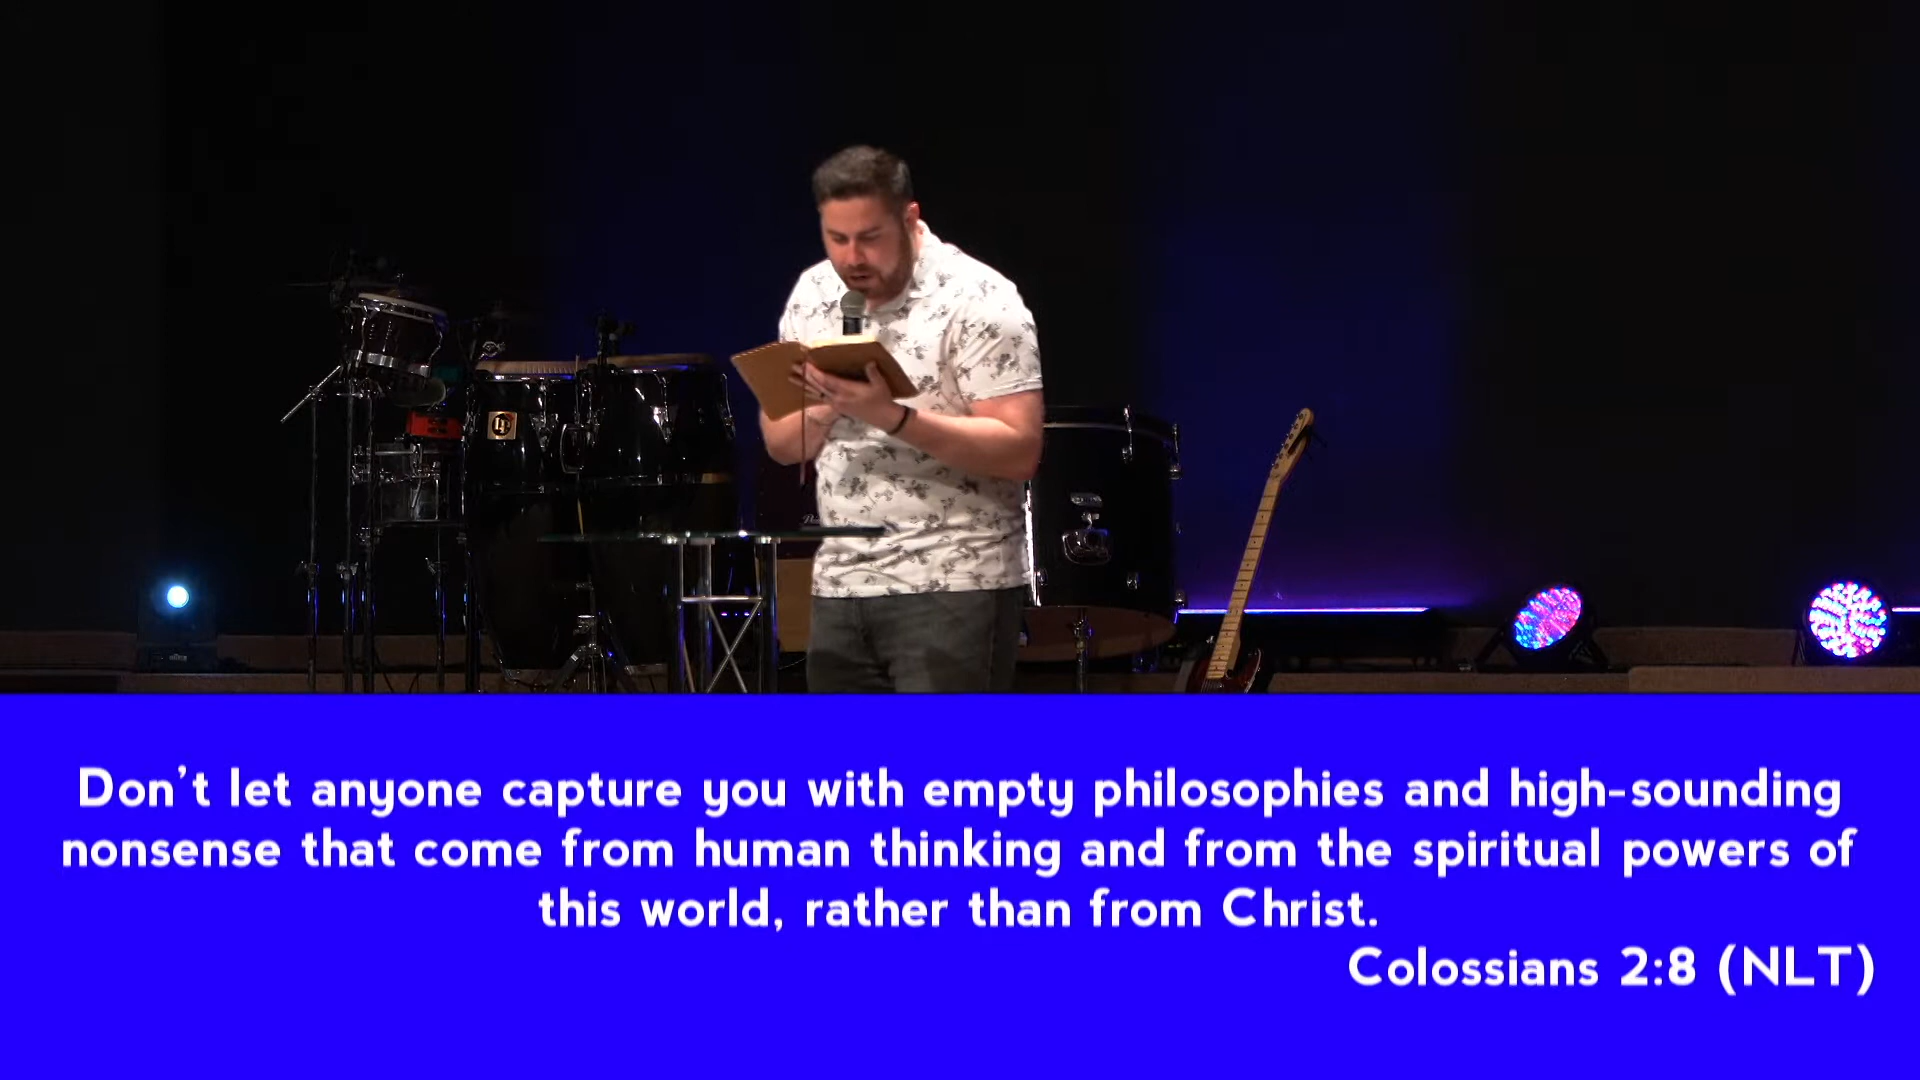 LP
Don't let anyone capture you with empty philosophies and high-sounding
nonsense that come from human thinking and from the spiritual powers of
this world, rather than from Christ.
Colossians 2:8 (NLT)